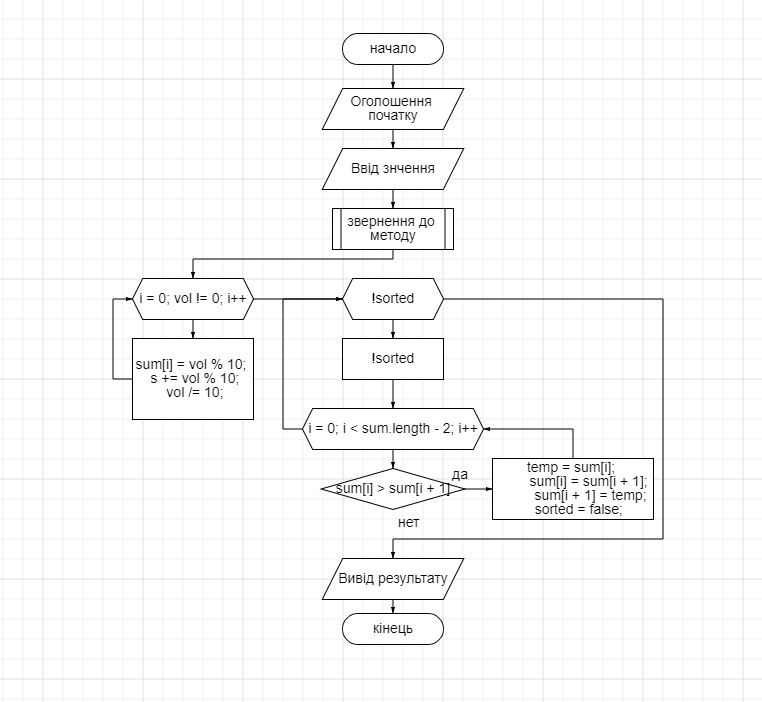 начало
Оголошення
початку
Ввід знчення
звернення до
методу
i = 0; vol != 0; i++
!sorted
sum[i] = vol % 10;
s += vol % 10;
vol /= 10;
!sorted
i = 0; i < sum.length - 2; i++
sum[i] > sum[i + 1]
да
temp = sum[i];
sum[i] = sum[i + 1];
sum[i + 1] = temp;
sorted = false;
нет
Вивід результату
кінець